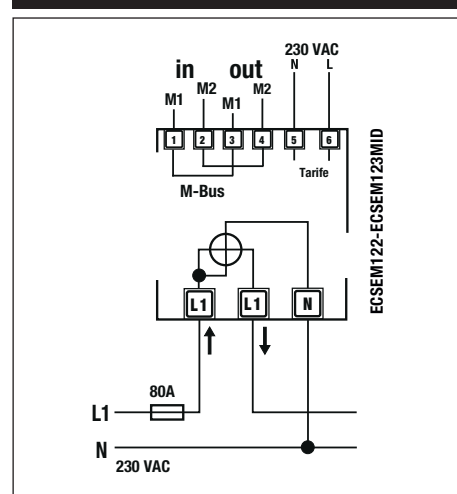 230 VAC
in out N L
M1 M2 M1 M2
1 2 3 4 5 6
Tarife
M-Bus
ECSEM122-ECSEM123MID
L1 L1 N
80A
L1
N
230 VAC